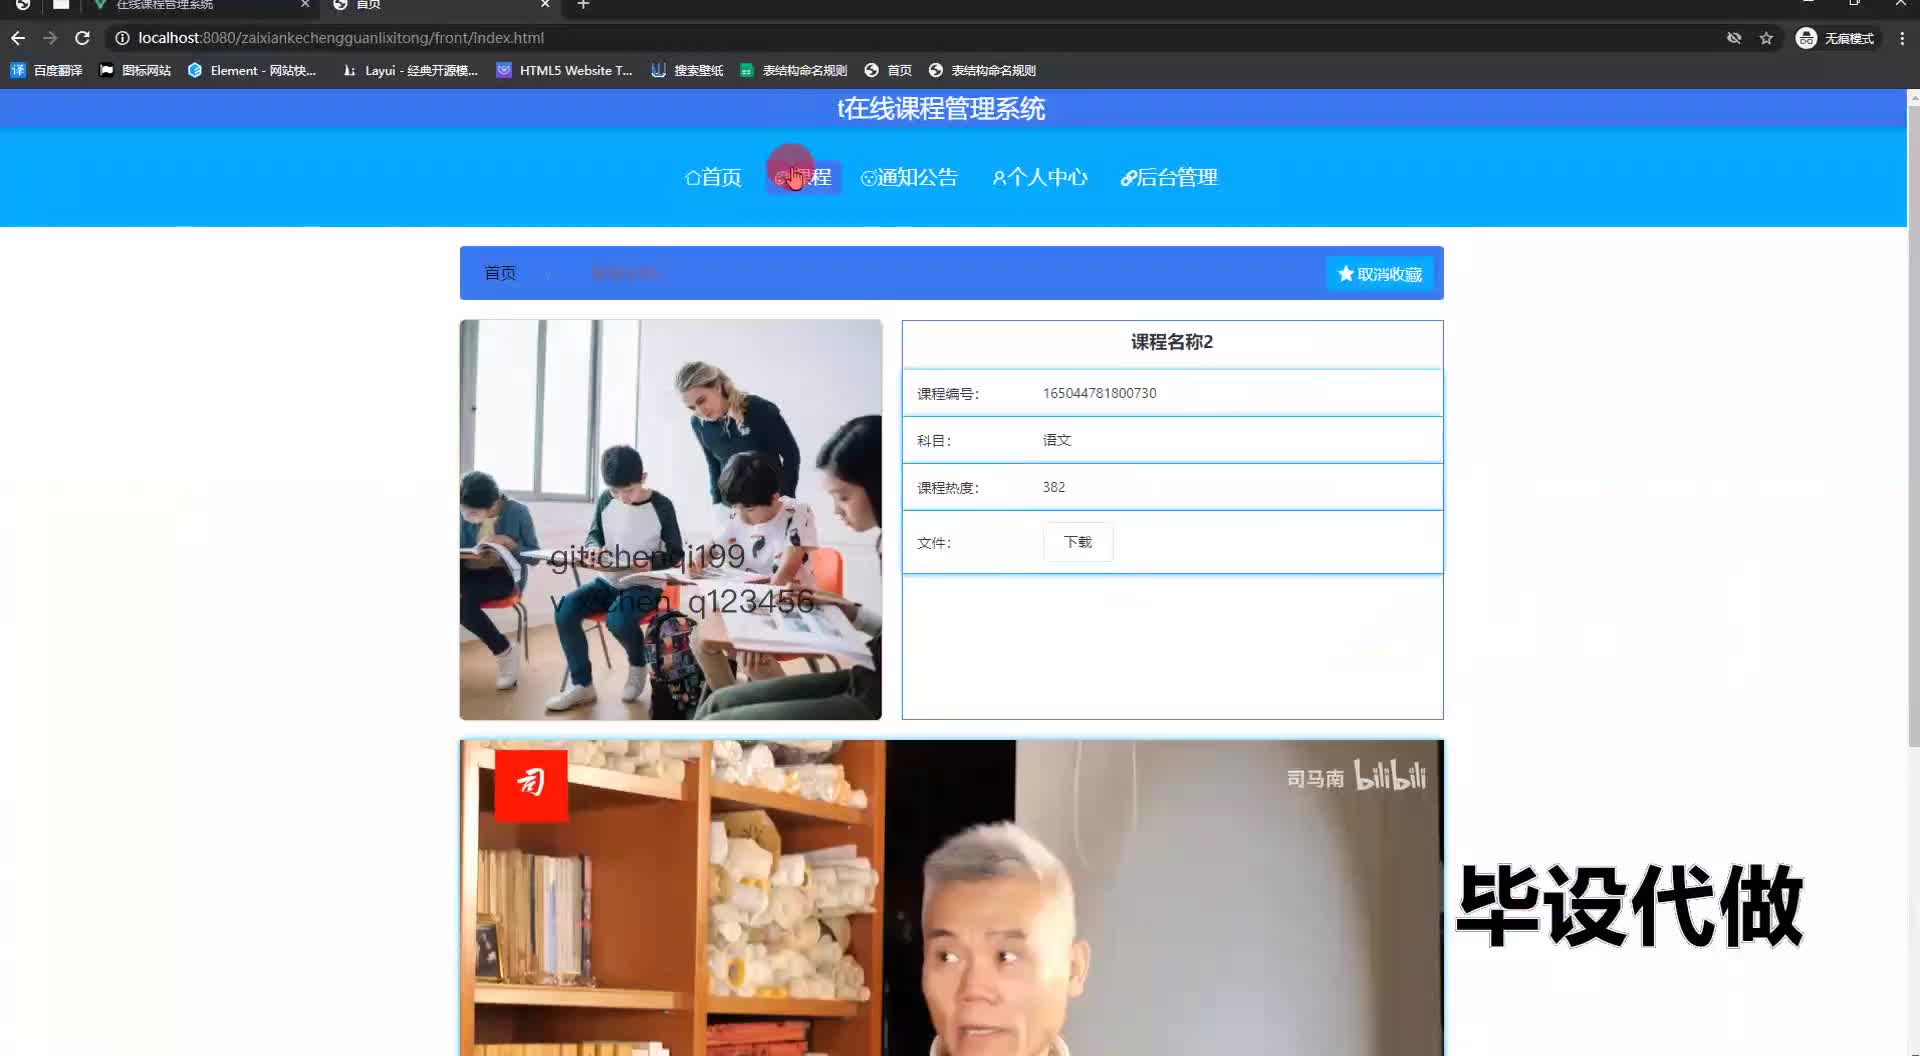 在线课程管理系统
首页
localhost:8080/zaixiankechengguanlixitong/front/index.html
无痕模式
百度翻译
图标网站
Element - 网站快...
Layui - 经典开源模...
HTML5 Website T...
搜索壁纸
表结构命名规则
首页
表结构命名规则
t在线课程管理系统
首页
课程
通知公告
个人中心
后台管理
首页
取消收藏
课程名称2
课程编号：
165044781800730
科目：
语文
课程热度：
382
文件：
下载
git:chenqi199
v x:chen_q123456
司
司马南 bilibili
毕设代做